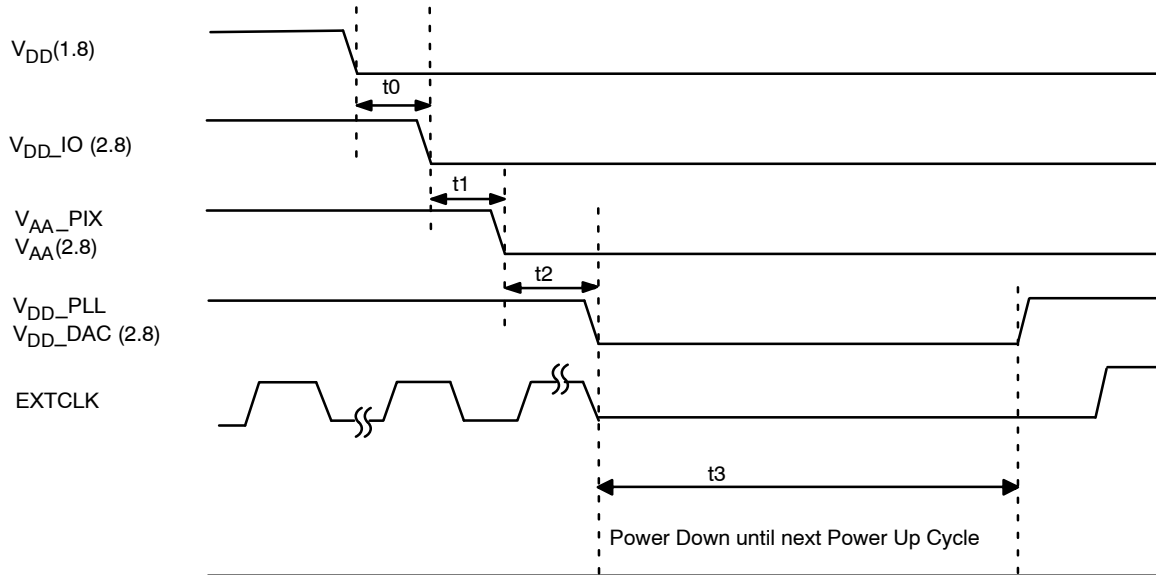 VDD(1.8)
t0
VDD_IO (2.8)
t1
VAA_PIX
VAA(2.8)
t2
VDD_PLL
VDD_DAC (2.8)
EXTCLK
t3
Power Down until next Power Up Cycle